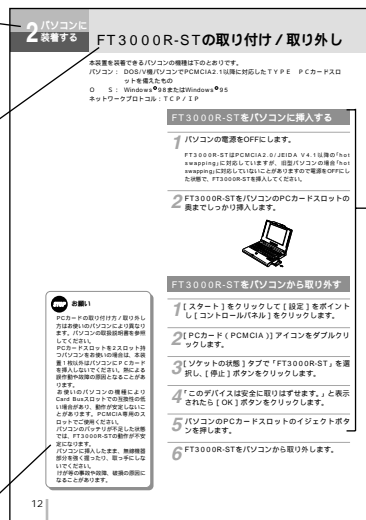 2 パソコンに
装着する
FT3000R-STの取り付け/取り外し
本装置を装着できるパソコンの機種は下のとおりです。
パソコン： DOS/V機パソコンでPCMCIA2.1以降に対応したＴＹＰＥ　ＰＣカードスロ
ットを備えたもの
Ｏ　　Ｓ： Windows®98またはWindows®95
ネットワークプロトコル：ＴＣＰ／ＩＰ
FT3000R-STをパソコンに挿入する
1 パソコンの電源をOFFにします。
FT3000R-STはPCMCIA2.0/JEIDA V4.1以降の「hot
swapping」に対応していますが、旧型パソコンの場合「hot
swapping」に対応していないことがありますので電源をOFFにし
た状態で、FT3000R-STを挿入してください。
2 FT3000R-STをパソコンのPCカードスロットの
奥までしっかり挿入します。
FT3000R-STをパソコンから取り外す
1 ［スタート］をクリックして［設定］をポイント
し［コントロールパネル］をクリックします。
2 ［PCカード（PCMCIA）］アイコンをダブルクリ
ックします。
3 ［ソケットの状態］タブで「FT3000R-ST」を選
択し、［停止］ボタンをクリックします。
4 「このデバイスは安全に取りはずせます。」と表示
されたら［OK］ボタンをクリックします。
5 パソコンのPCカードスロットのイジェクトボタ
ンを押します。
6 FT3000R-STをパソコンから取り外します。
お願い
PCカードの取り付け方／取り外し
方はお使いのパソコンにより異なり
ます。パソコンの取扱説明書を参照
してください。
PCカードスロットを2スロット持
つパソコンをお使いの場合は、本装
置１枚以外はパソコンにＰＣカード
を挿入しないでください。熱による
誤作動や故障の原因となることがあ
ります。
お使いのパソコンの機種により
Card Busスロットでの互換性の低
い場合があり、動作が安定しないこ
とがあります。PCMCIA専用のス
ロットでご使用ください。
パソコンのバッテリが不足した状態
では、FT3000R-STの動作が不安
定になります。
パソコンに挿入したまま、無線機器
部分を強く握ったり、取っ手にしな
いでください。
けが等の事故や故障、破損の原因に
なることがあります。
12